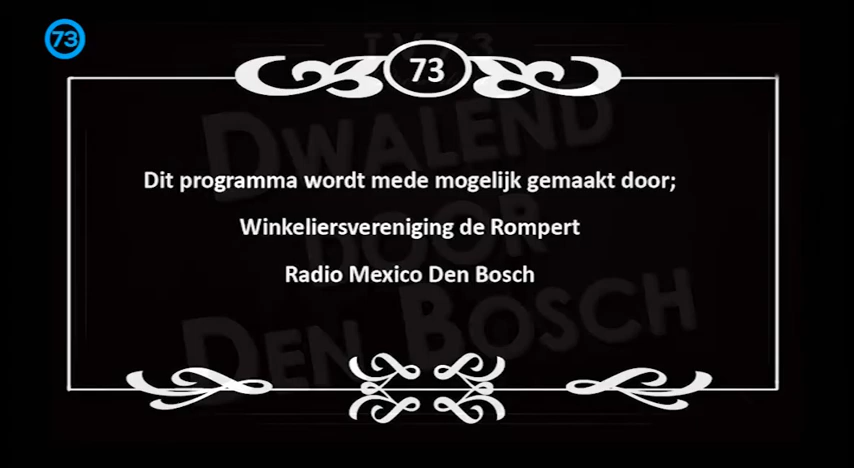 73
TV73
73
DWALEND
DOOR
DEN BOSCH
Dit programma wordt mede mogelijk gemaakt door;
Winkeliersvereniging de Rompert
Radio Mexico Den Bosch